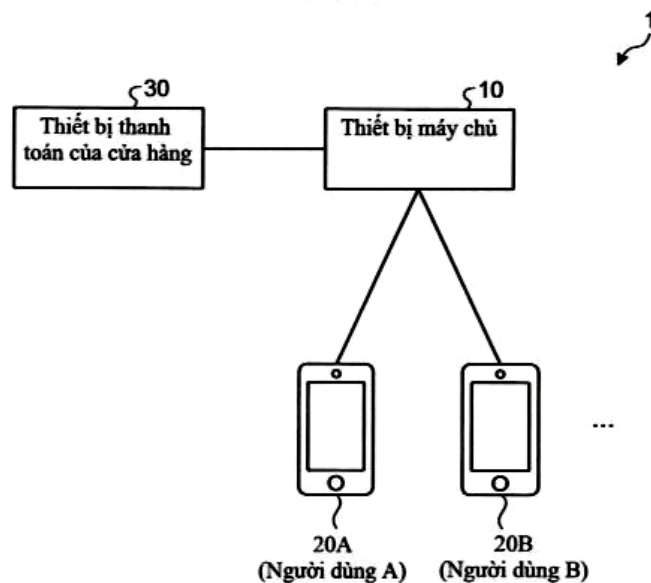 1
30
10
Thiết bị thanh
toán của cửa hàng
Thiết bị máy chủ
...
20A
(Người dùng A)
20B
(Người dùng B)